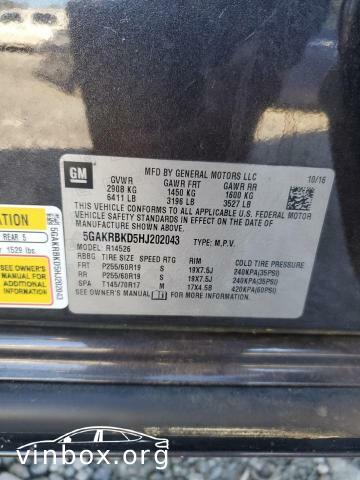 GM
MFD BY GENERAL MOTORS LLC
10/16
GVWR GAWR FRT GAWR RR
2908 KG 1450 KG 1600 KG
6411 LB 3196 LB 3527 LB
THIS VEHICLE CONFORMS TO ALL APPLICABLE U.S. FEDERAL
MOTOR VEHICLE SAFETY AND THEFT PREVENTION STANDARDS
IN EFFECT ON THE DATE OF MANUFACTURE SHOWN ABOVE.
5GAKRBKD5HJ202043 TYPE: M.P.V.
MODEL: R14526
RBBG TIRE SIZE SPEED RTG RIM COLD TIRE PRESSURE
FRT P255/60R19 S 19X7.5J 240KPA(35PSI)
RR P255/60R19 S 19X7.5J 240KPA(35PSI)
SPA T145/70R17 M 17X4.5B 420KPA(60PSI)
SEE OWNER'S MANUAL FOR ADDITIONAL INFORMATION.
REAR 5
1529 lbs.
SEE OWNER'S
MANUAL FOR
ADDITIONAL
INFORMATION
5GAKRBKD5HJ202043
vinbox.org